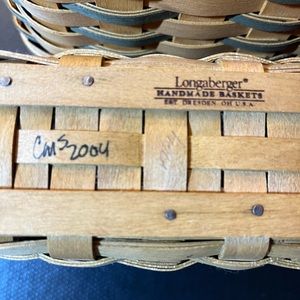 Longaberger®
HANDMADE BASKETS
EST. DRESDEN, OH U.S.A.
CMS 2004